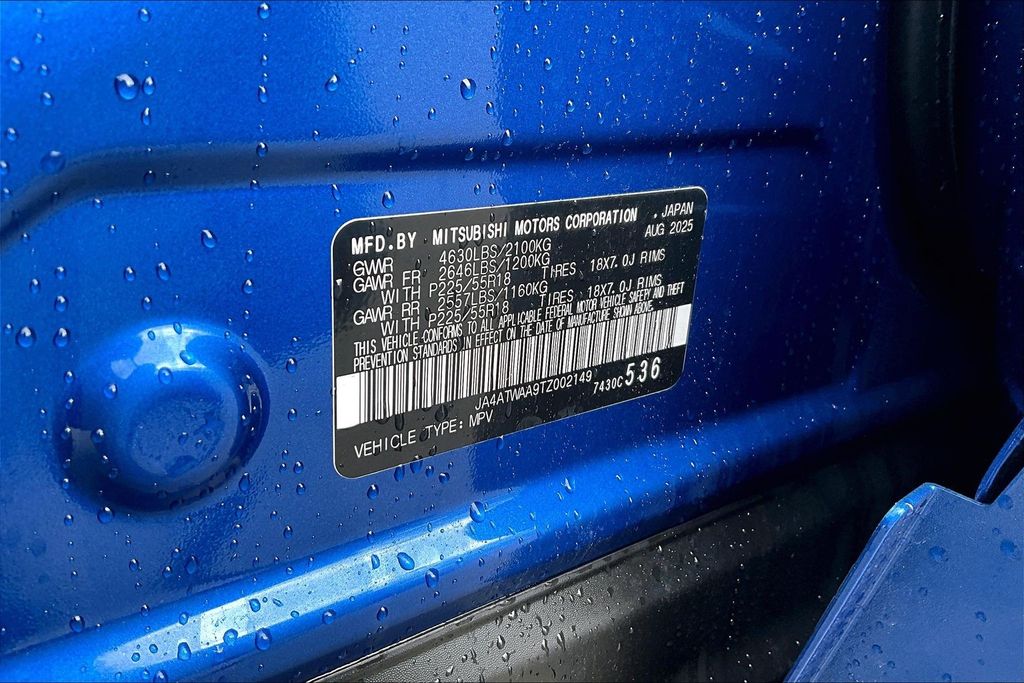 MFD.BY MITSUBISHI MOTORS CORPORATION . JAPAN
AUG 2025
GVWR 4630LBS/2100KG
GAWR FR 2646LBS/1200KG
WITH P225/55R18 TIRES 18X7.0J RIMS
GAWR RR 2557LBS/1160KG
WITH P225/55R18 TIRES 18X7.0J RIMS
THIS VEHICLE CONFORMS TO ALL APPLICABLE FEDERAL MOTOR VEHICLE SAFETY AND THEFT
PREVENTION STANDARDS IN EFFECT ON THE DATE OF MANUFACTURE SHOWN ABOVE.
JA4ATWAA9TZ002149 7430C 536
VEHICLE TYPE: MPV